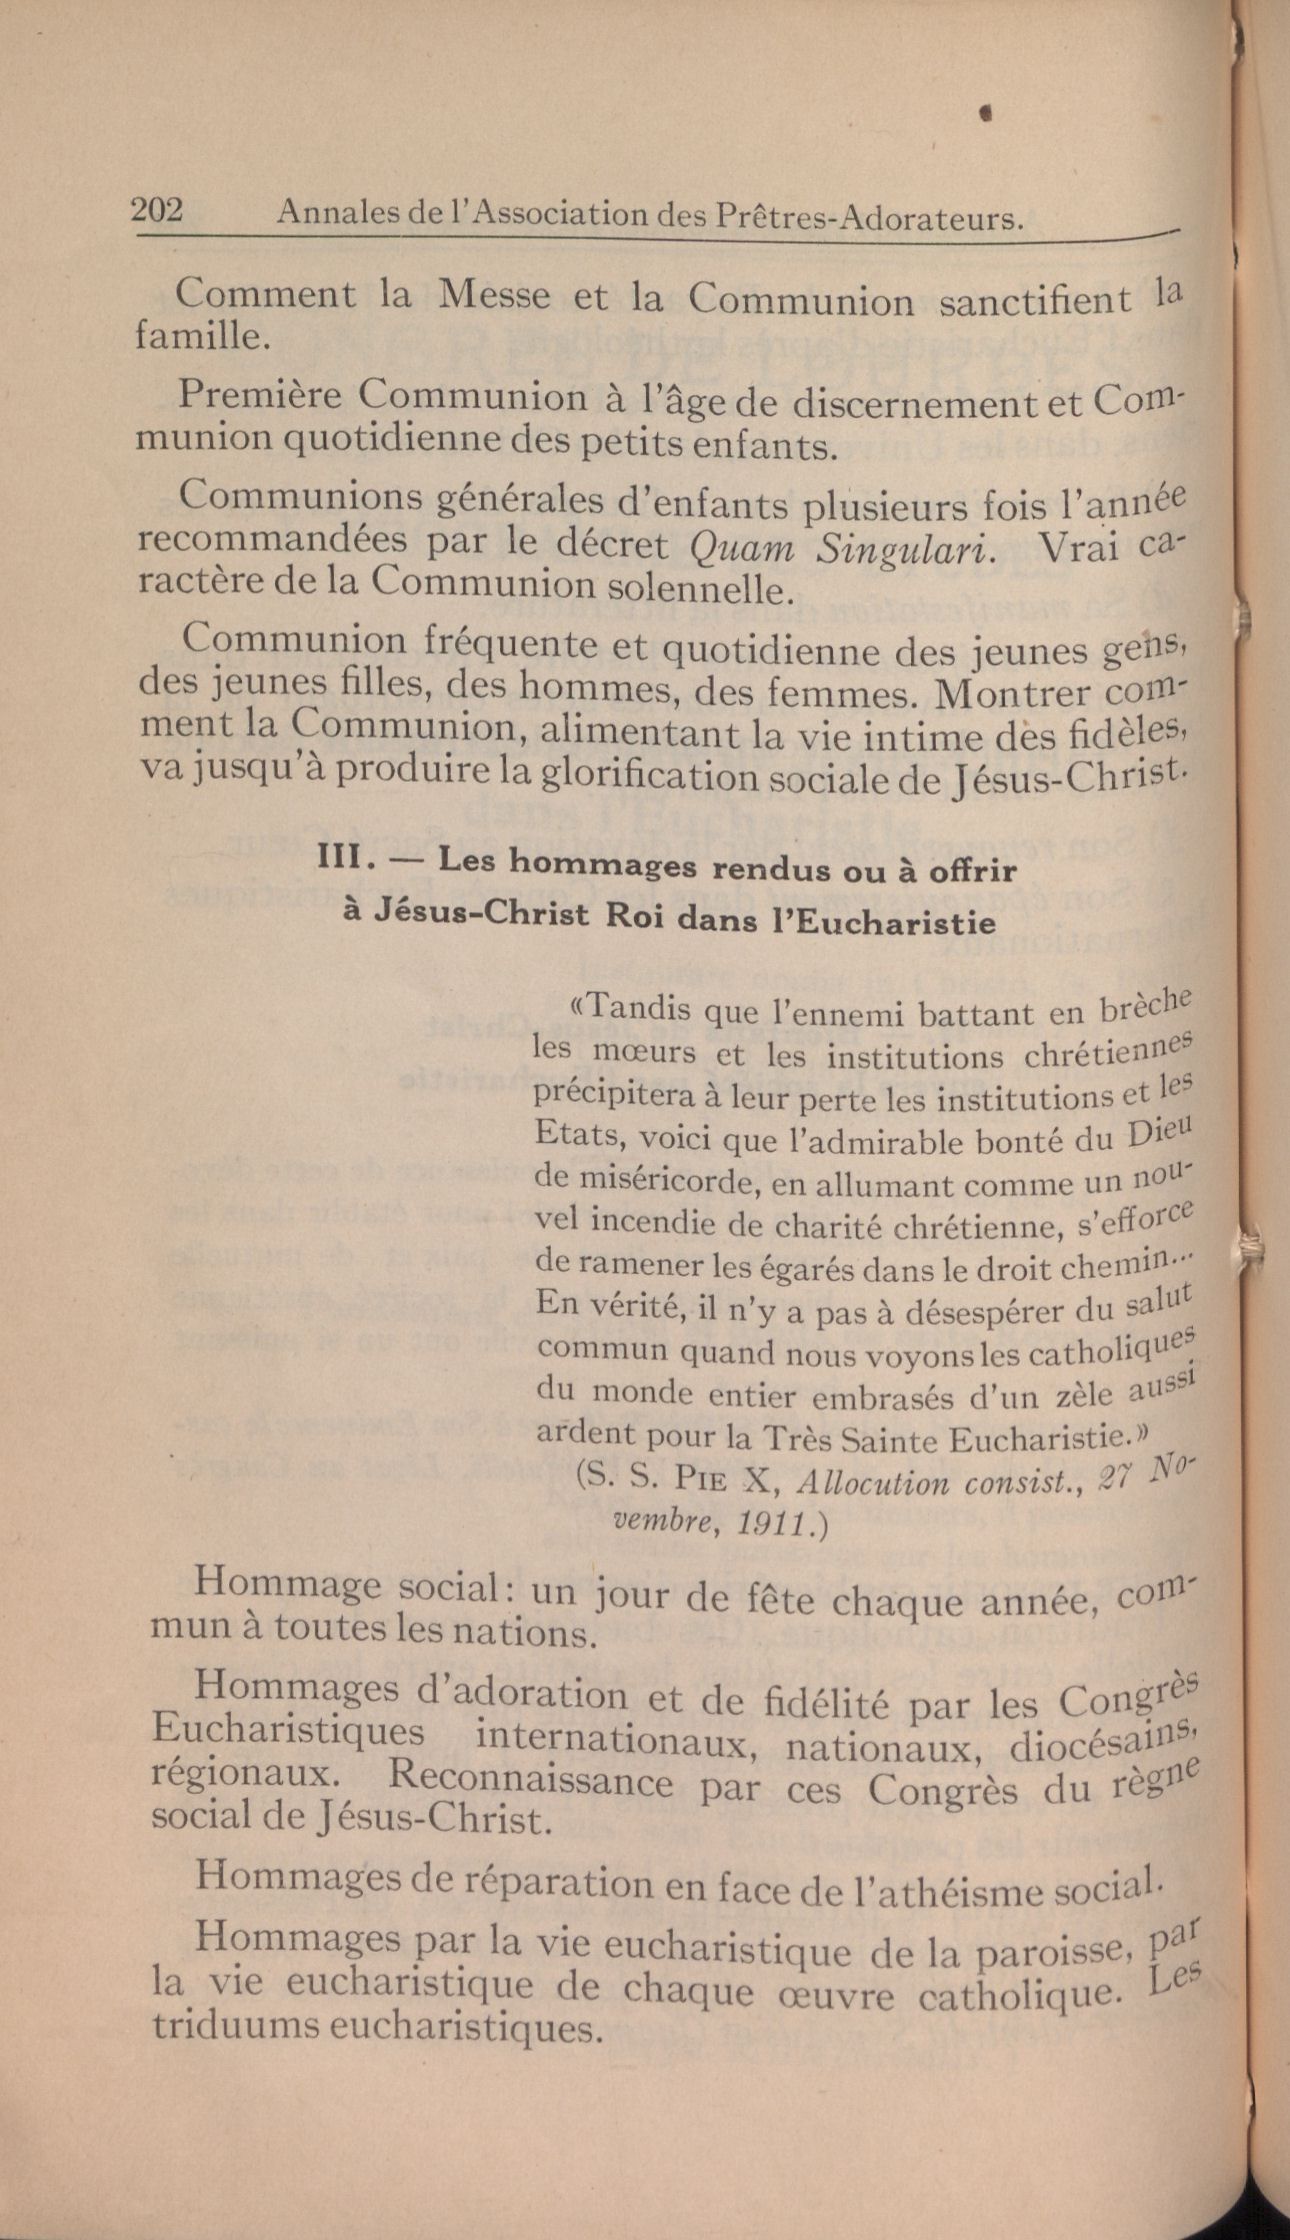 202 Annales de l'Association des Prêtres-Adorateurs.
Comment la Messe et la Communion sanctifient la
famille.
Première Communion à l'âge de discernement et Com-
munion quotidienne des petits enfants.
Communions générales d'enfants plusieurs fois l'année
recommandées par le décret Quam Singulari. Vrai ca-
ractère de la Communion solennelle.
Communion fréquente et quotidienne des jeunes gens,
des jeunes filles, des hommes, des femmes. Montrer com-
ment la Communion, alimentant la vie intime des fidèles,
va jusqu'à produire la glorification sociale de Jésus-Christ.
III. — Les hommages rendus ou à offrir
à Jésus-Christ Roi dans l'Eucharistie
«Tandis que l'ennemi battant en brèche
les mœurs et les institutions chrétiennes
précipitera à leur perte les institutions et les
Etats, voici que l'admirable bonté du Dieu
de miséricorde, en allumant comme un nou-
vel incendie de charité chrétienne, s'efforce
de ramener les égarés dans le droit chemin...
En vérité, il n'y a pas à désespérer du salut
commun quand nous voyons les catholiques
du monde entier embrasés d'un zèle aussi
ardent pour la Très Sainte Eucharistie.»
(S. S. PIE X, Allocution consist., 27 No-
vembre, 1911.)
Hommage social: un jour de fête chaque année, com-
mun à toutes les nations.
Hommages d'adoration et de fidélité par les Congrès
Eucharistiques internationaux, nationaux, diocésains,
régionaux. Reconnaissance par ces Congrès du règne
social de Jésus-Christ.
Hommages de réparation en face de l'athéisme social.
Hommages par la vie eucharistique de la paroisse, par
la vie eucharistique de chaque œuvre catholique. Les
triduums eucharistiques.